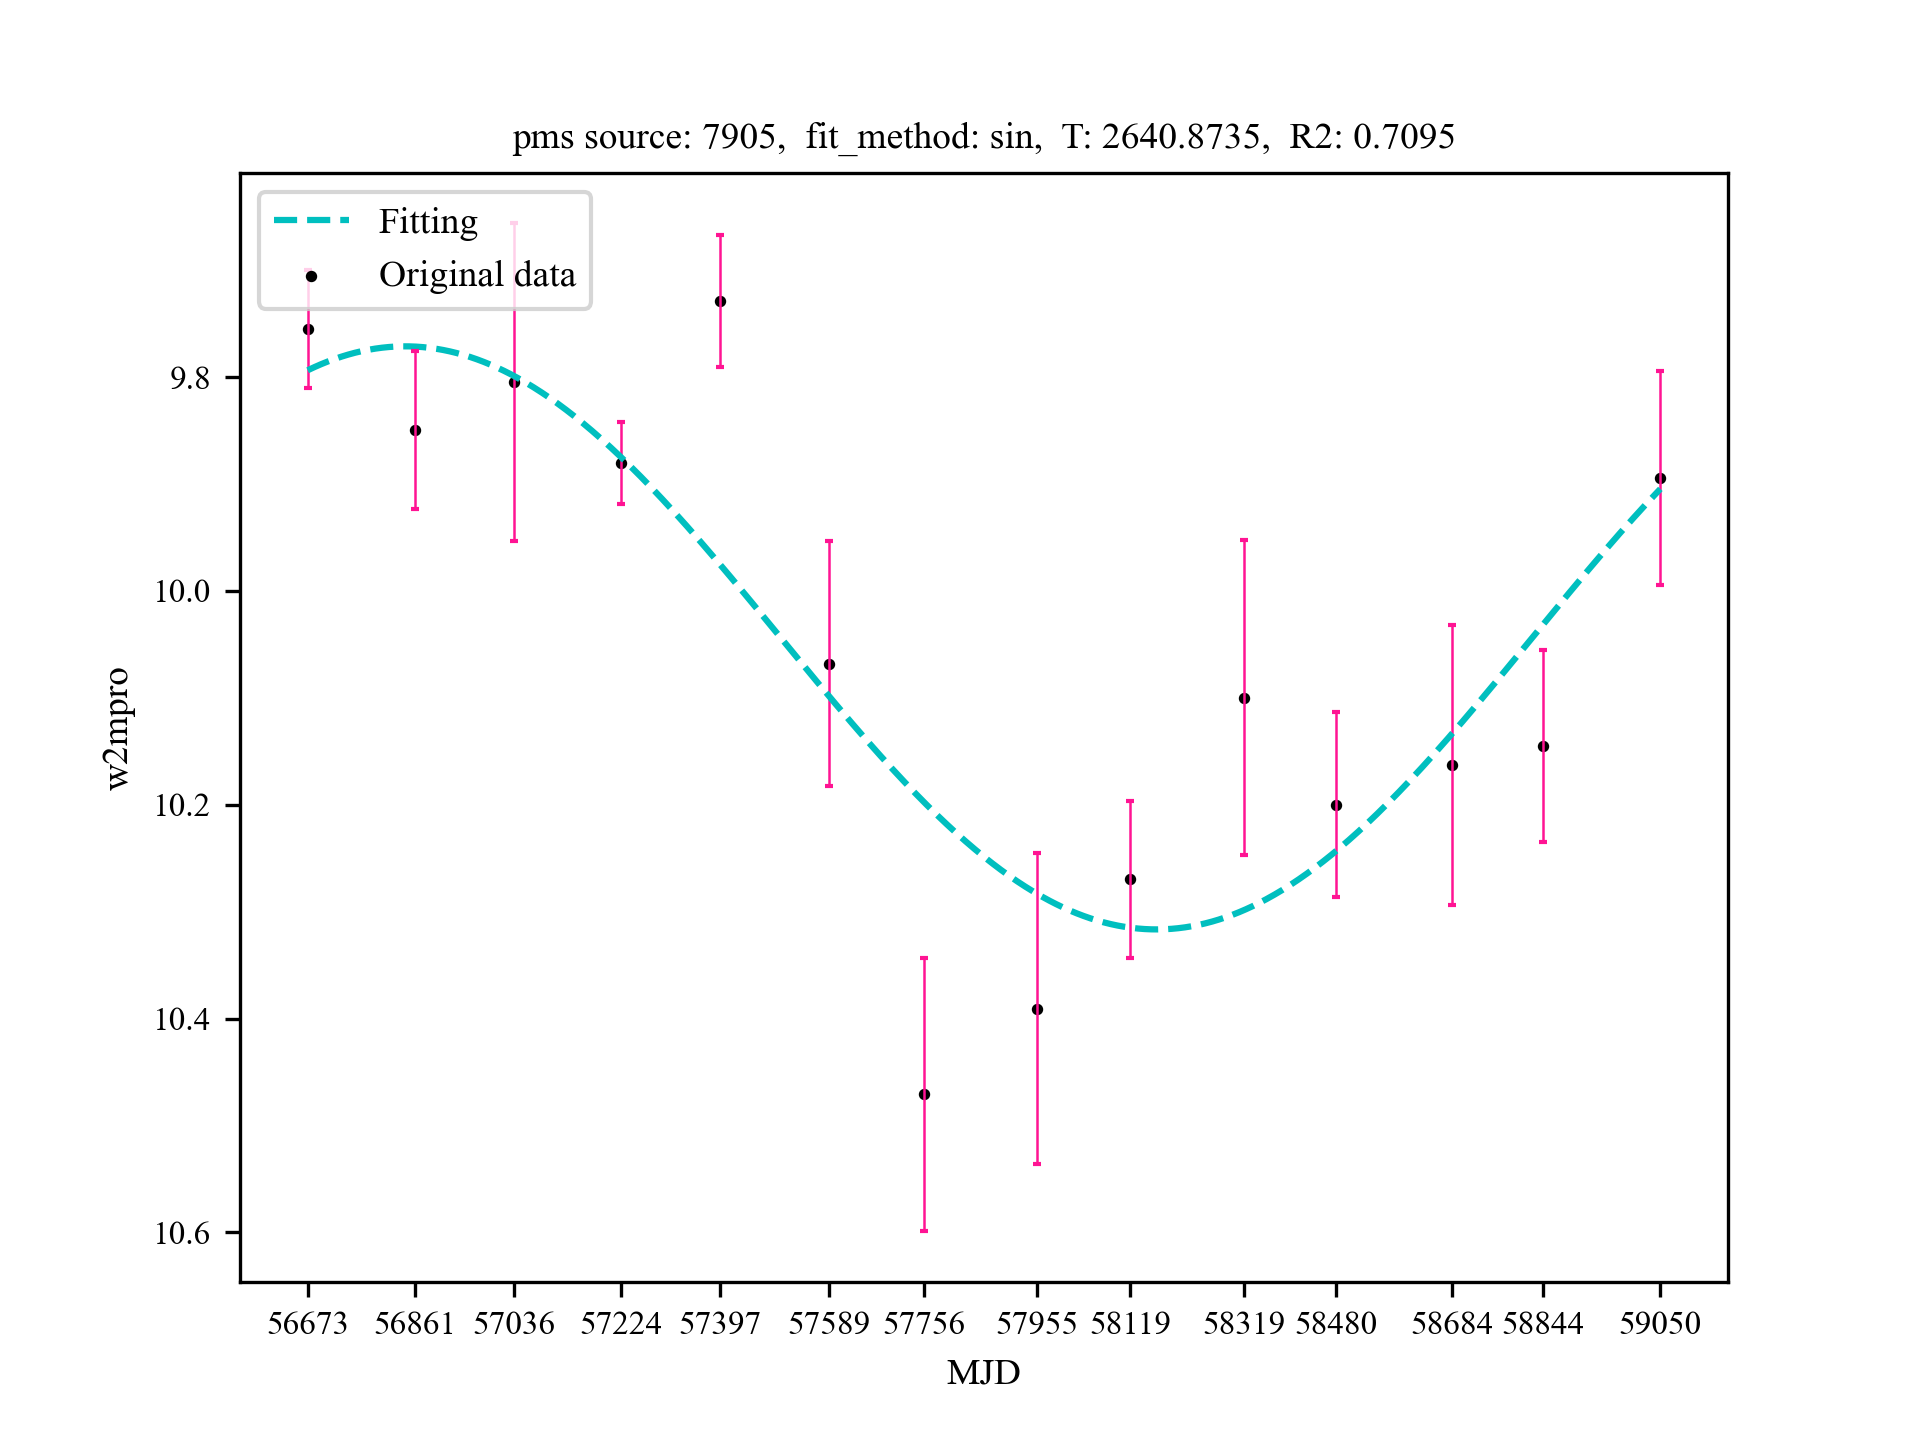 pms source: 7905,  fit_method: sin,  T: 2640.8735,  R2: 0.7095
Fitting
Original data
9.8
10.0
10.2
10.4
10.6
w2mpro
56673 56861 57036 57224 57397 57589 57756 57955 58119 58319 58480 58684 58844 59050
MJD